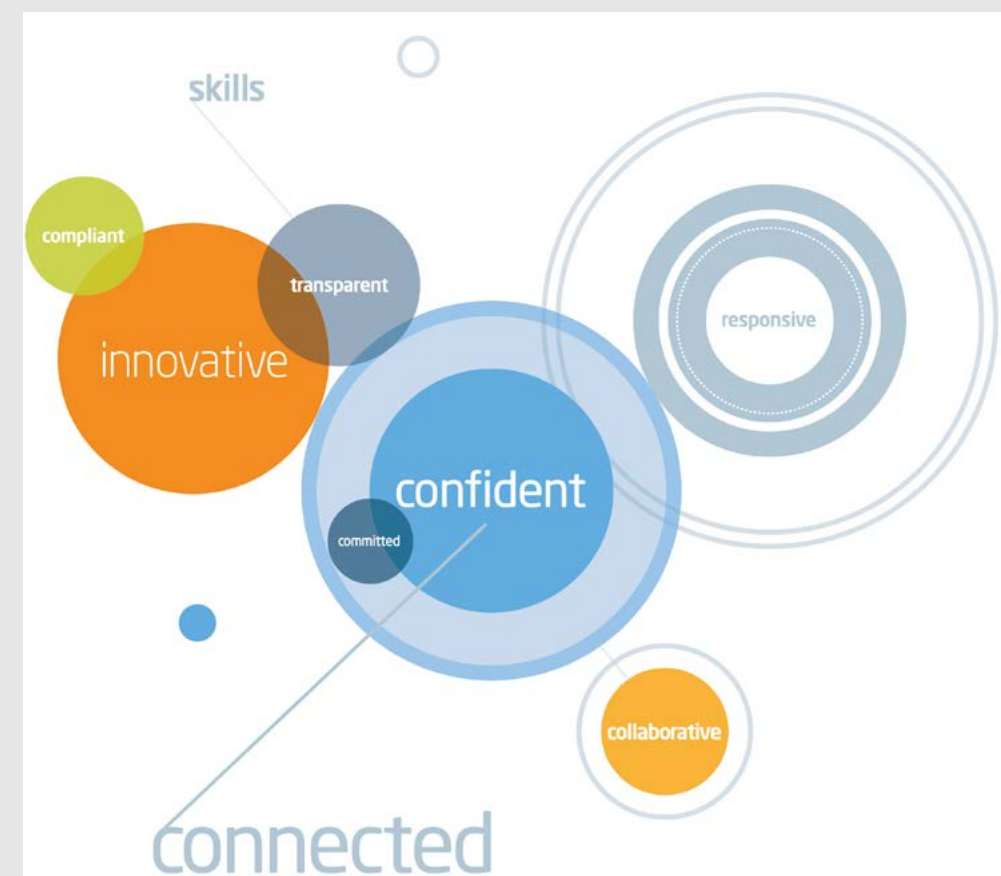 skills
compliant
transparent
responsive
innovative
confident
committed
collaborative
connected